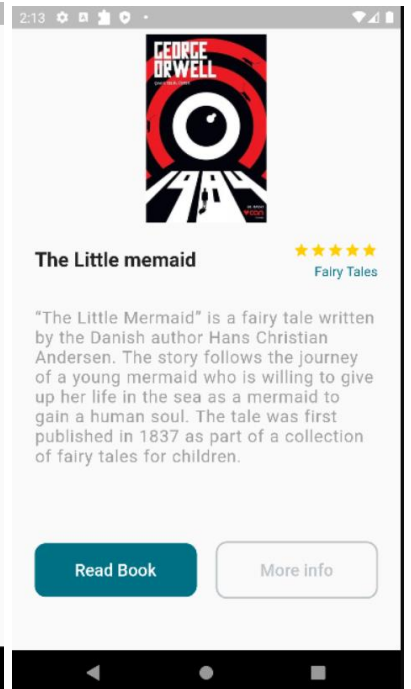 2:13
GEORGE
ORWELL
1984
The Little memaid
Fairy Tales
“The Little Mermaid” is a fairy tale written
by the Danish author Hans Christian
Andersen. The story follows the journey
of a young mermaid who is willing to give
up her life in the sea as a mermaid to
gain a human soul. The tale was first
published in 1837 as part of a collection
of fairy tales for children.
Read Book
More info